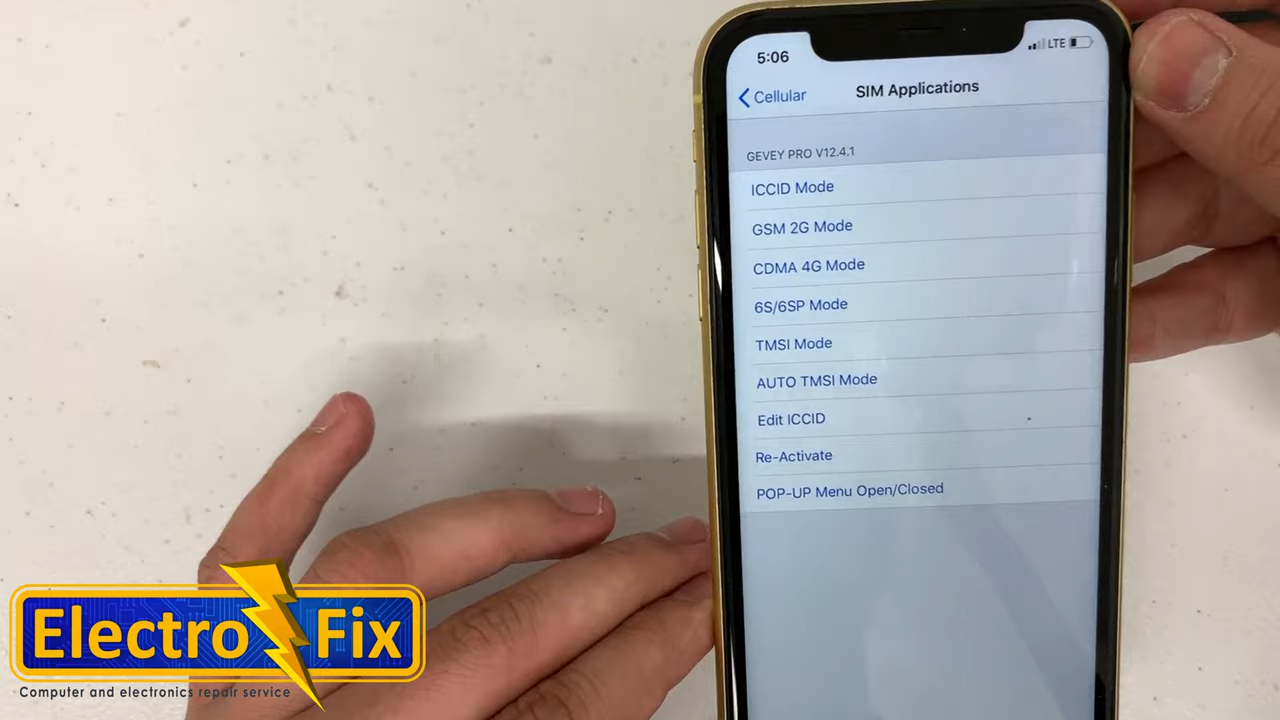 5:06
LTE
Cellular
SIM Applications
GEVEY PRO V12.4.1
ICCID Mode
GSM 2G Mode
CDMA 4G Mode
6S/6SP Mode
TMSI Mode
AUTO TMSI Mode
Edit ICCID
Re-Activate
POP-UP Menu Open/Closed
Electro Fix
Computer and electronics repair service